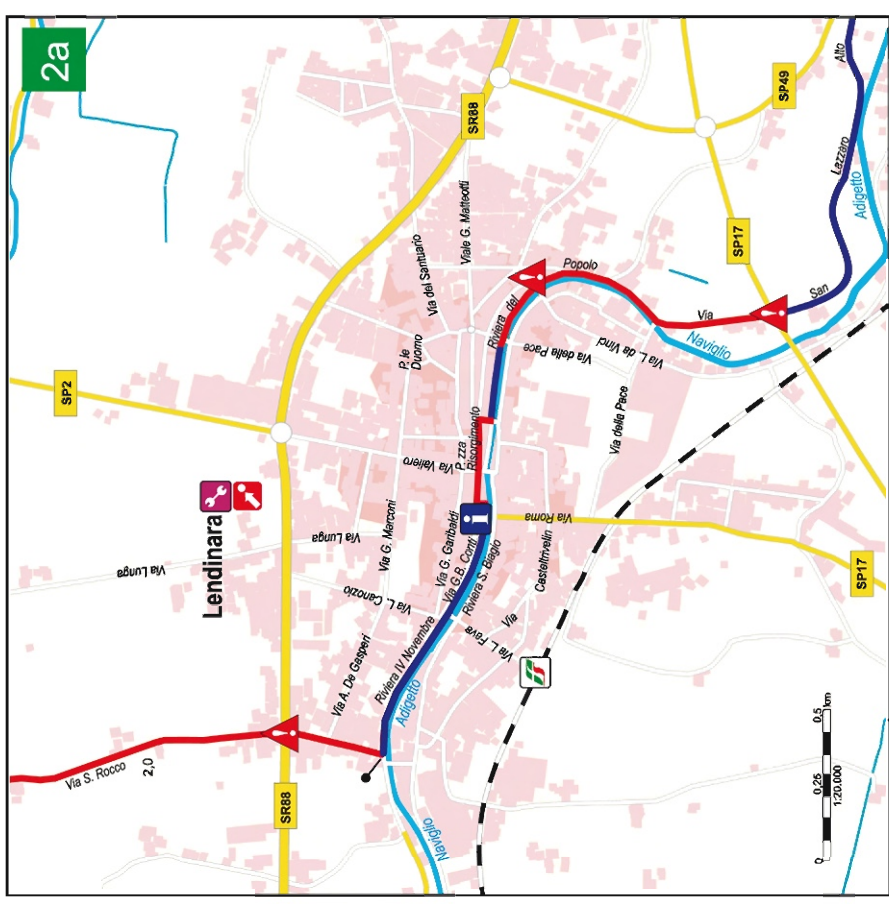 2a
SR88
SP49
SP2
SP17
SP17
SR88
Alto
Lazzaro
Adigetto
San
Via
Popolo
Riviera del
Naviglio
Viale G. Matteotti
Via del Santuario
P.le
Duomo
Via della Pace
Via L. da Vinci
Via della Pace
P.zza
Risorgimento
Via Valiero
Lendinara
Via Lunga
Via Lunga
Via G. Marconi
Via G. Garibaldi
Via G.B. Conti
Riviera S. Biagio
Via Roma
Via L. Canozio
Via
Casteltrivelin
Via L. Fava
Via A. De Gasperi
Riviera IV Novembre
Adigetto
Via S. Rocco
2,0
Naviglio
0
0,25
0,5
km
1:20.000